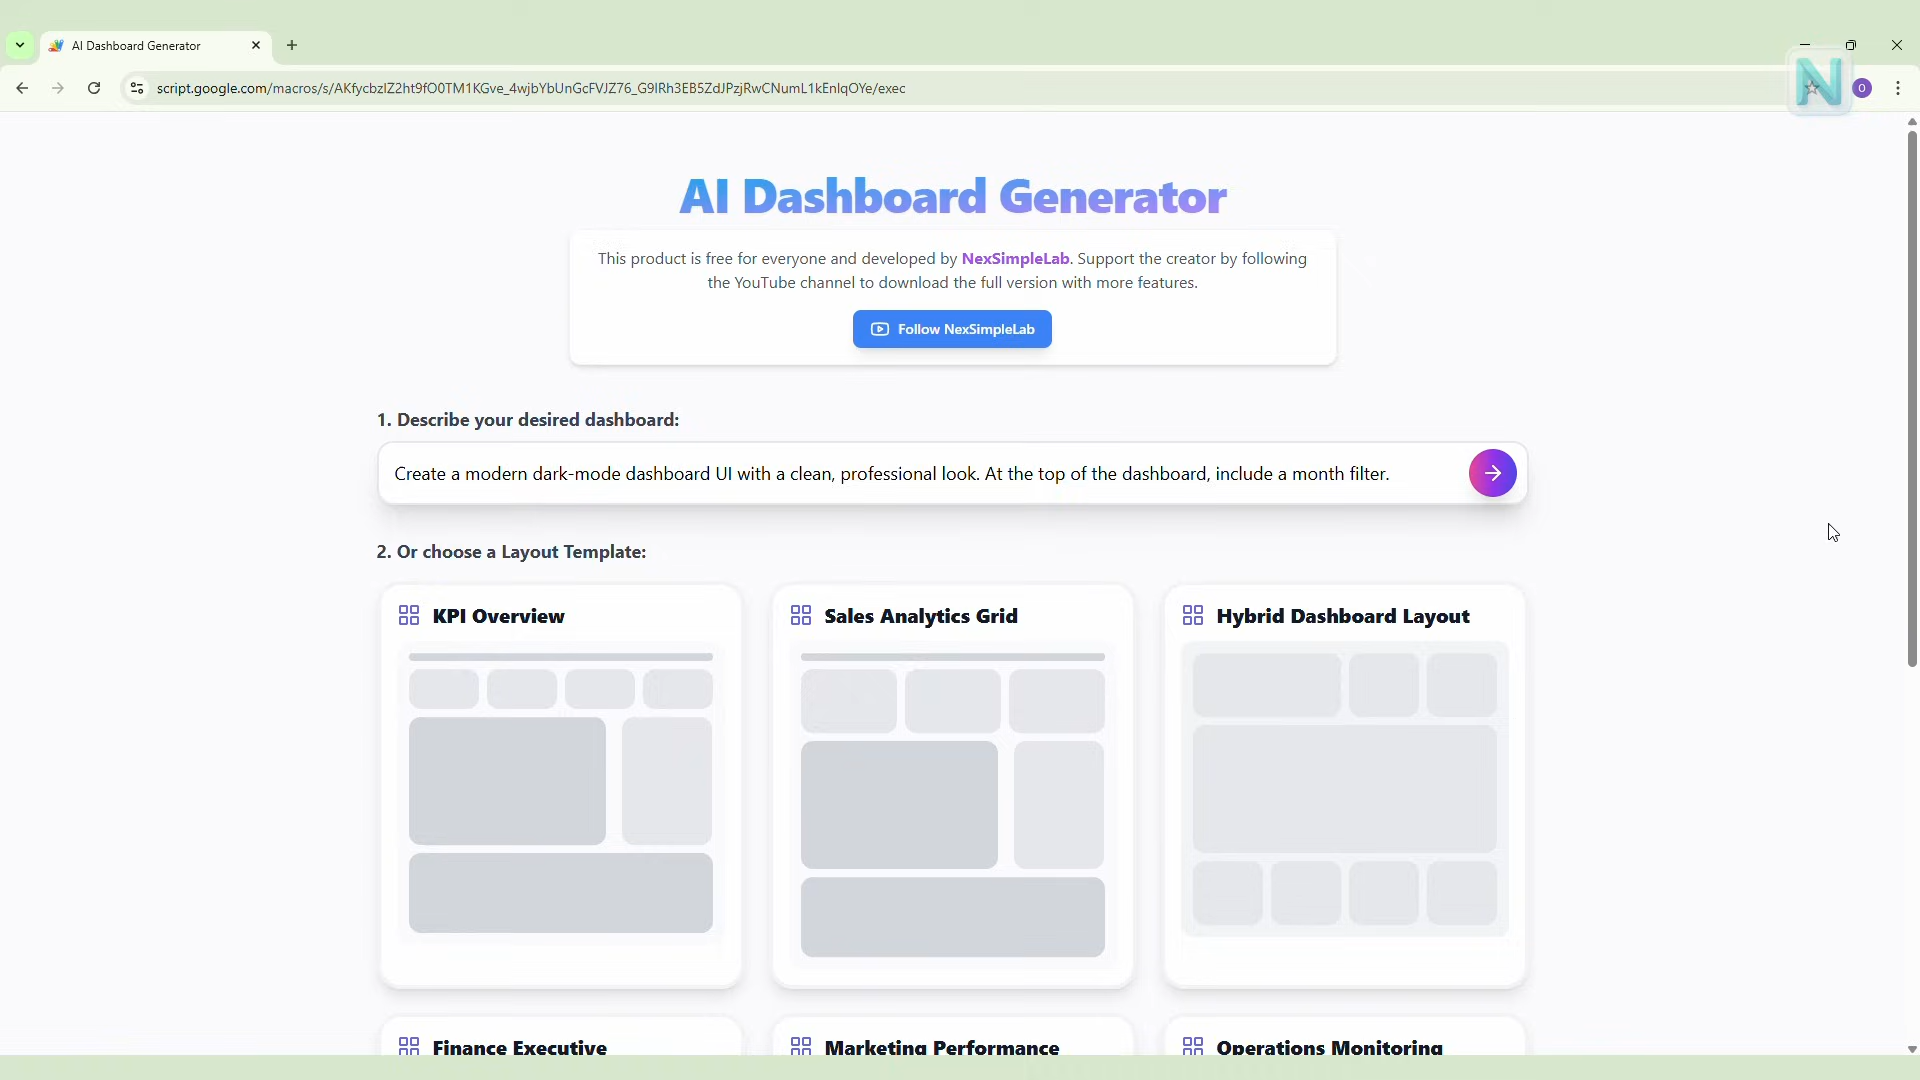 AI Dashboard Generator
script.google.com/macros/s/AKfycbzIZ2ht9fO0TM1KGve_4wjbYbUnGcFVJZ76_G9IRh3EB5ZdJPzjRwCNumL1kEnIqOYe/exec
N
O
AI Dashboard Generator
This product is free for everyone and developed by NexSimpleLab. Support the creator by following
the YouTube channel to download the full version with more features.
Follow NexSimpleLab
1. Describe your desired dashboard:
Create a modern dark-mode dashboard UI with a clean, professional look. At the top of the dashboard, include a month filter.
2. Or choose a Layout Template:
KPI Overview
Sales Analytics Grid
Hybrid Dashboard Layout
Finance Executive
Marketing Performance
Operations Monitoring